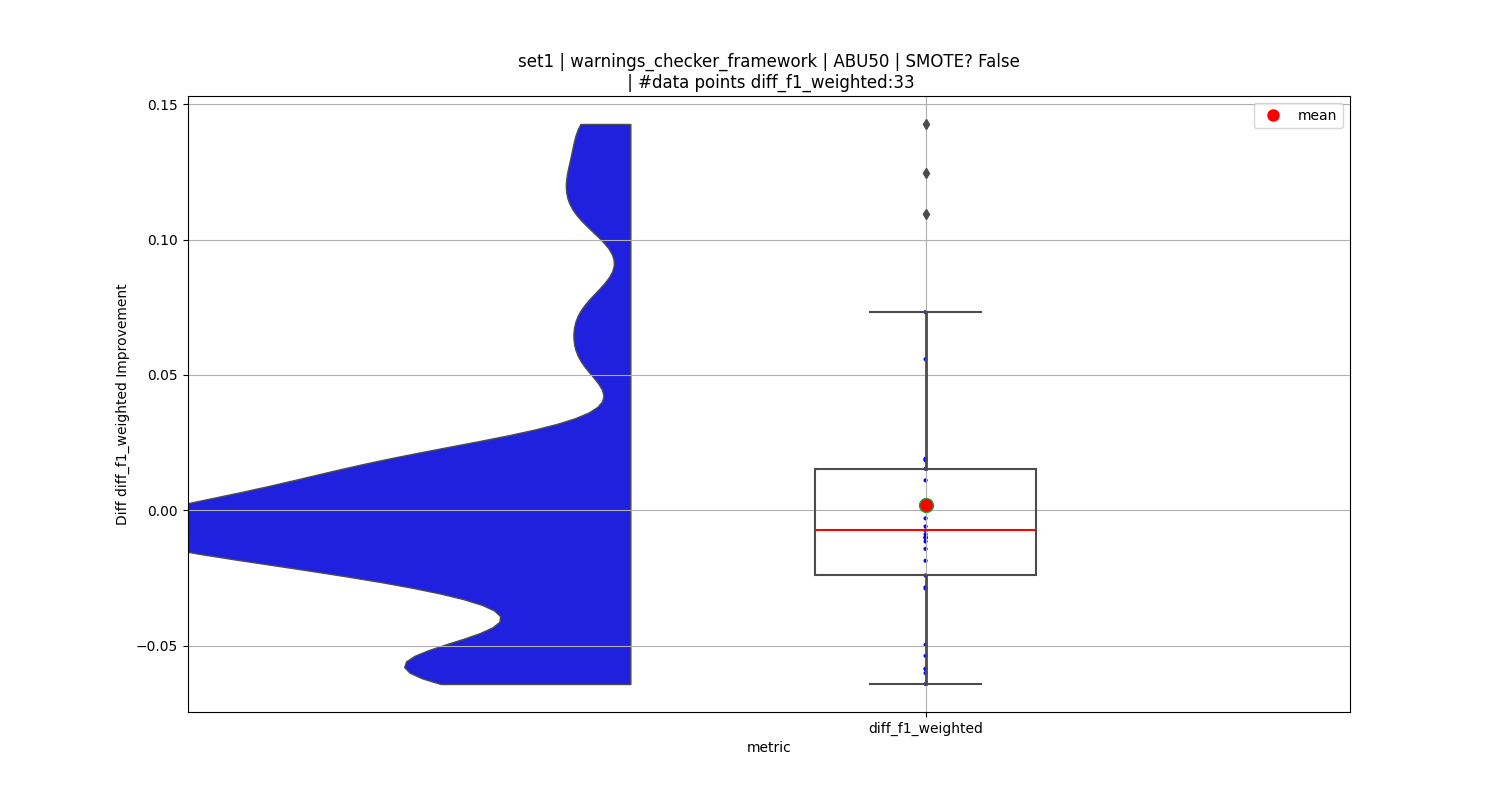 set1 | warnings_checker_framework | ABU50 | SMOTE? False
| #data points diff_f1_weighted:33
mean
0.15
0.10
0.05
0.00
−0.05
Diff diff_f1_weighted Improvement
diff_f1_weighted
metric